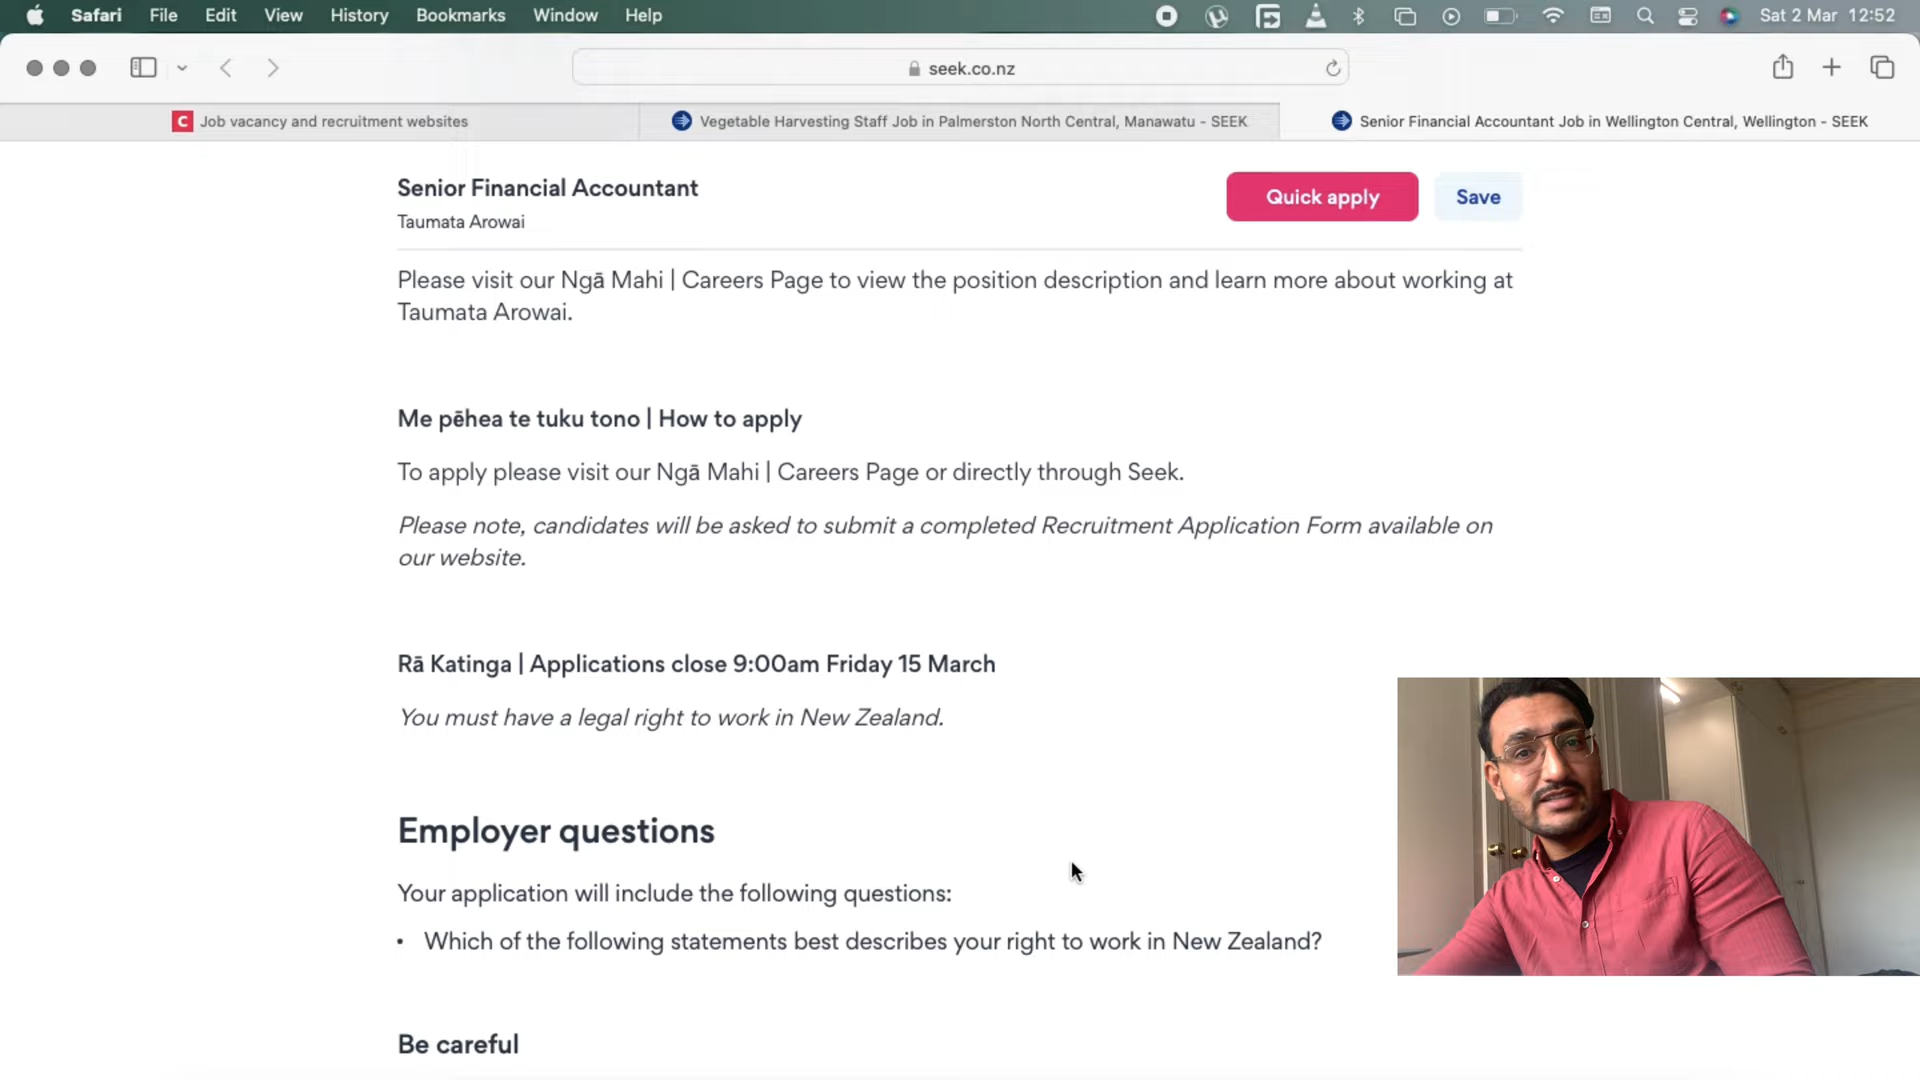 Safari File Edit View History Bookmarks Window Help Sat 2 Mar 12:52
seek.co.nz
C Job vacancy and recruitment websites
Vegetable Harvesting Staff Job in Palmerston North Central, Manawatu - SEEK
Senior Financial Accountant Job in Wellington Central, Wellington - SEEK
Senior Financial Accountant
Taumata Arowai
Quick apply
Save
Please visit our Ngā Mahi | Careers Page to view the position description and learn more about working at
Taumata Arowai.
Me pēhea te tuku tono | How to apply
To apply please visit our Ngā Mahi | Careers Page or directly through Seek.
Please note, candidates will be asked to submit a completed Recruitment Application Form available on
our website.
Rā Katinga | Applications close 9:00am Friday 15 March
You must have a legal right to work in New Zealand.
Employer questions
Your application will include the following questions:
• Which of the following statements best describes your right to work in New Zealand?
Be careful